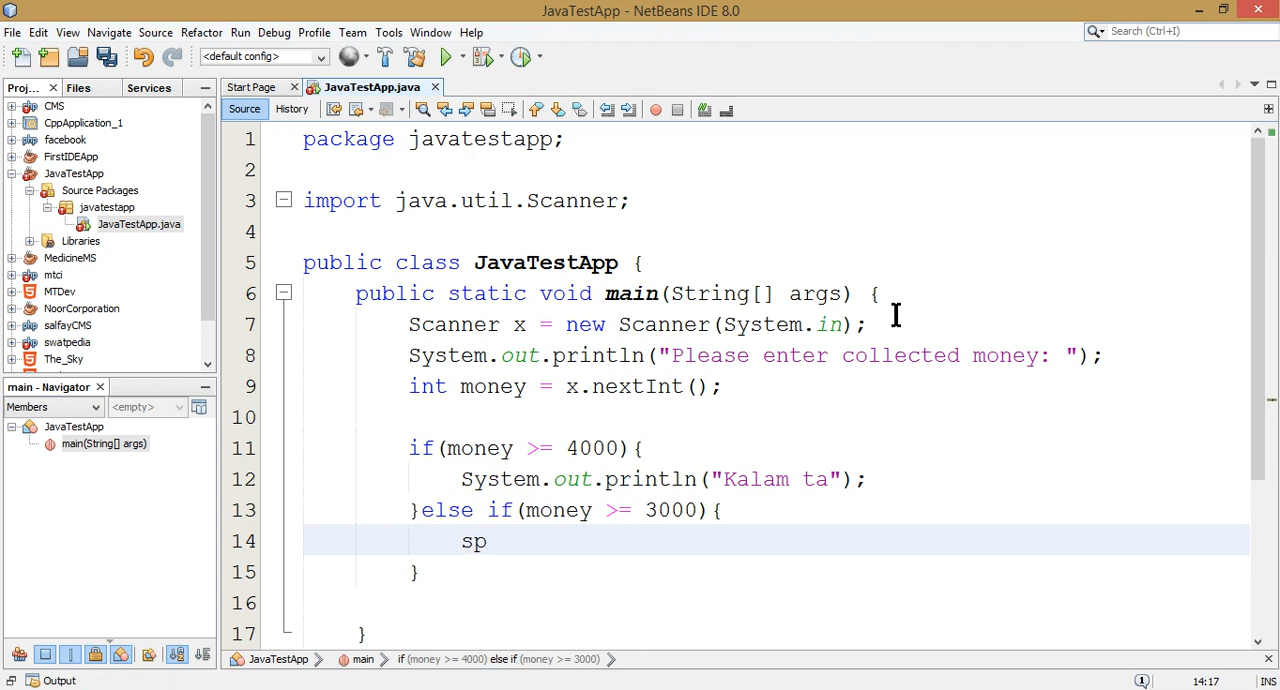 JavaTestApp - NetBeans IDE 8.0
File Edit View Navigate Source Refactor Run Debug Profile Team Tools Window Help
Search (Ctrl+I)
<default config>
Proj... Files Services
Start Page JavaTestApp.java
Source History
CMS
CppApplication_1
facebook
FirstIDEApp
JavaTestApp
Source Packages
javatestapp
JavaTestApp.java
Libraries
MedicineMS
mtci
MTDev
NoorCorporation
salfayCMS
swatpedia
The_Sky
main - Navigator
Members <empty>
JavaTestApp
main(String[] args)
1 package javatestapp;
2
3 import java.util.Scanner;
4
5 public class JavaTestApp {
6 public static void main(String[] args) {
7 Scanner x = new Scanner(System.in);
8 System.out.println("Please enter collected money: ");
9 int money = x.nextInt();
10
11 if(money >= 4000){
12 System.out.println("Kalam ta");
13 }else if(money >= 3000){
14 sp
15 }
16
17 }
JavaTestApp main if (money >= 4000) else if (money >= 3000)
Output 1 14:17 INS